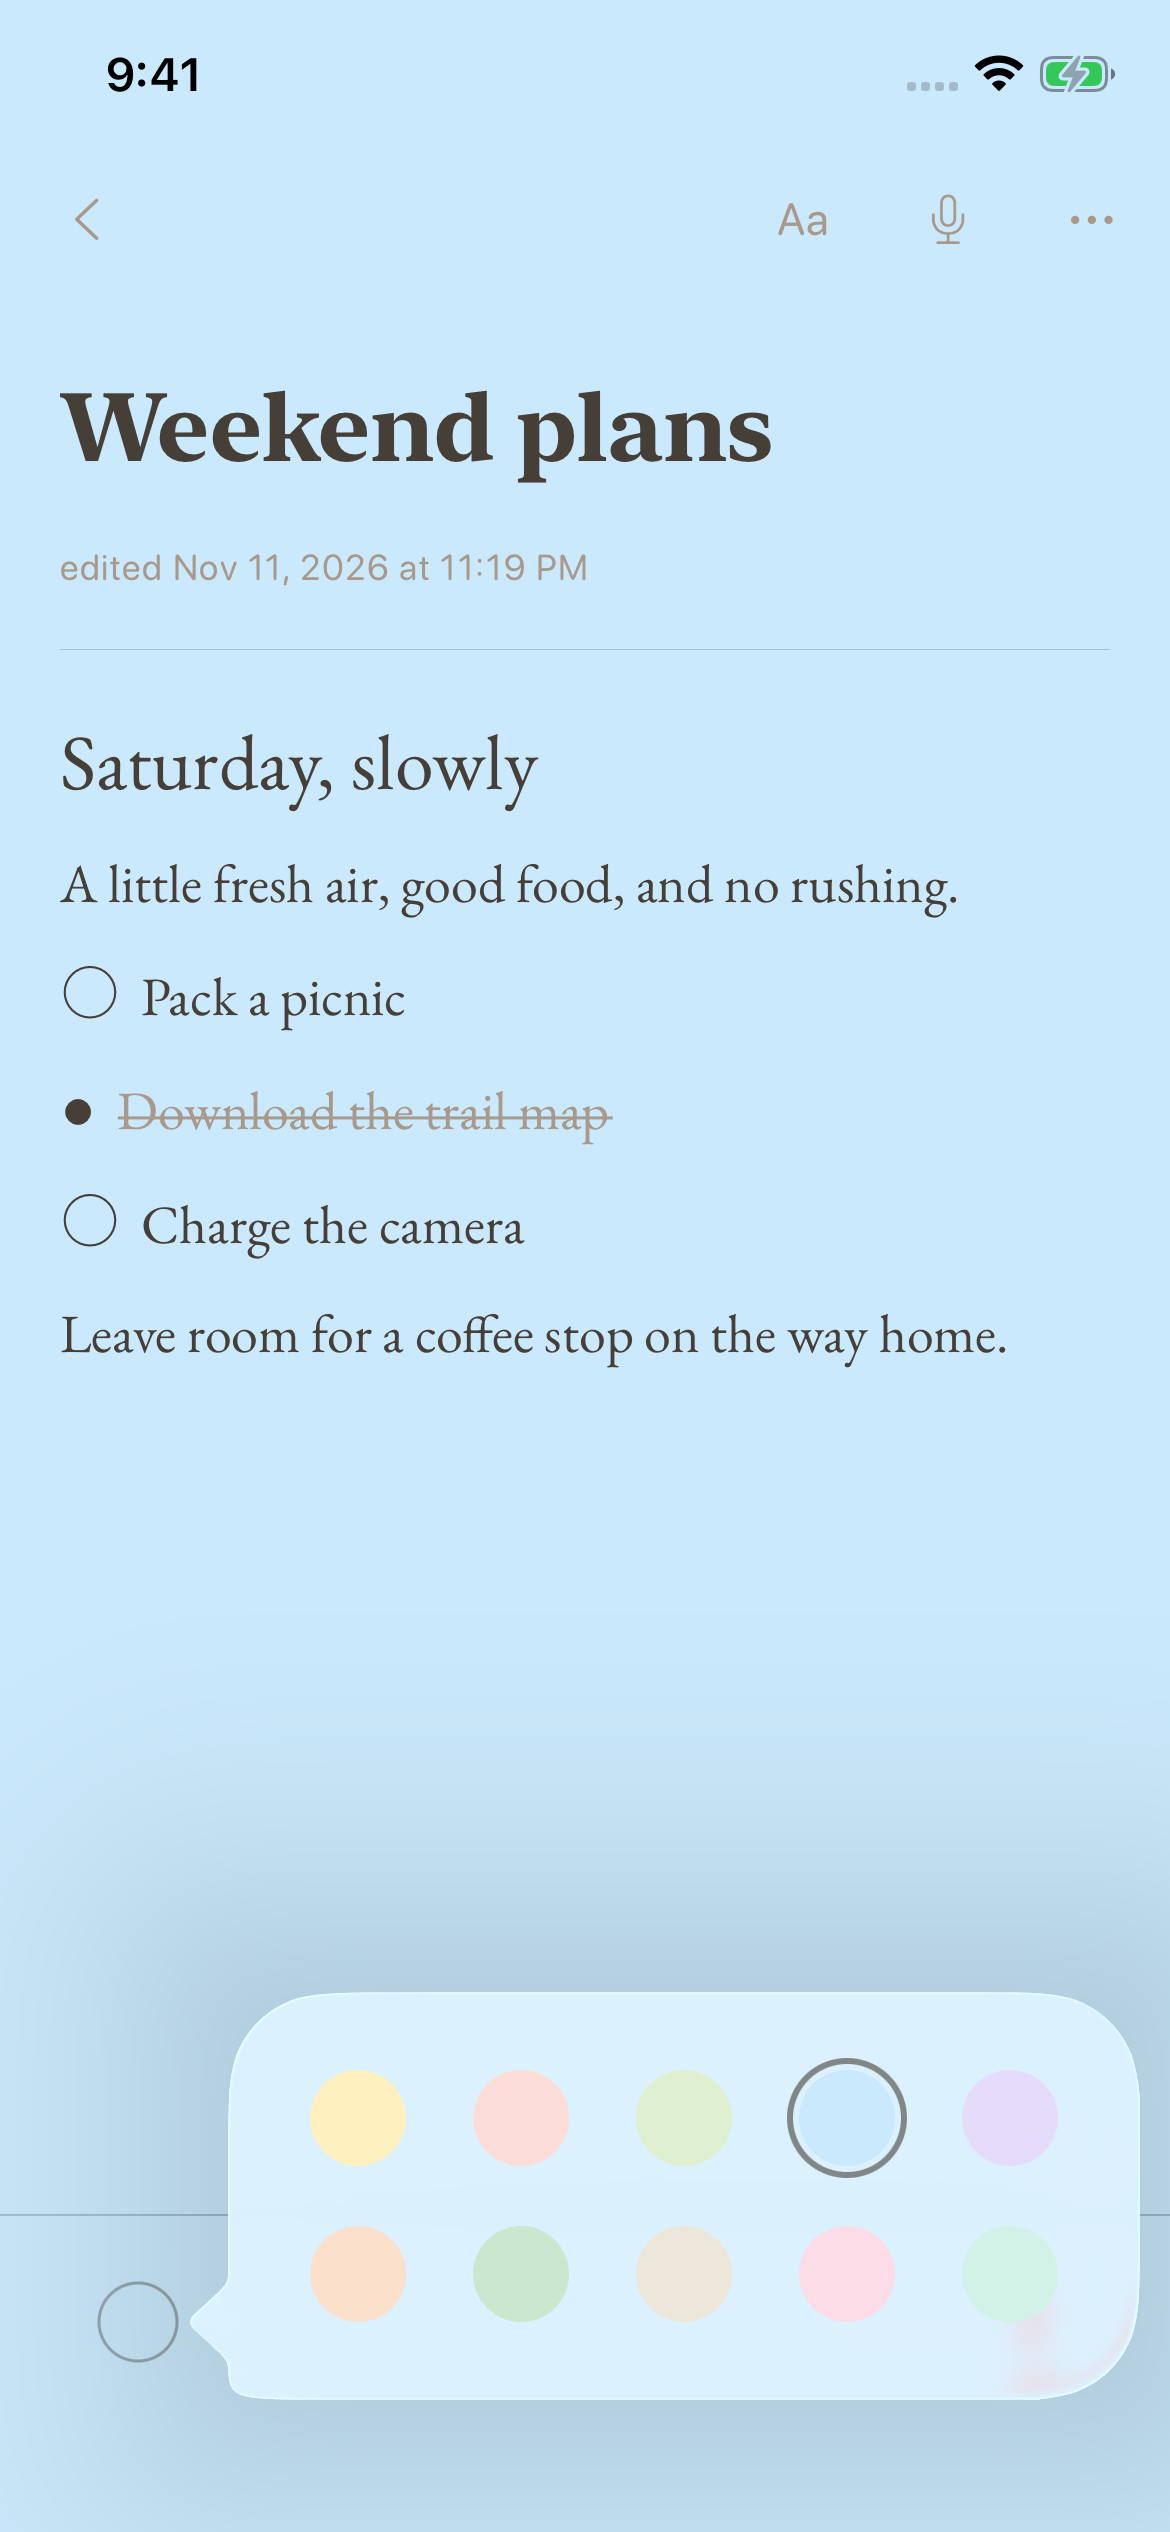 9:41
Aa
Weekend plans
edited Nov 11, 2026 at 11:19 PM
Saturday, slowly
A little fresh air, good food, and no rushing.
Pack a picnic
Download the trail map
Charge the camera
Leave room for a coffee stop on the way home.